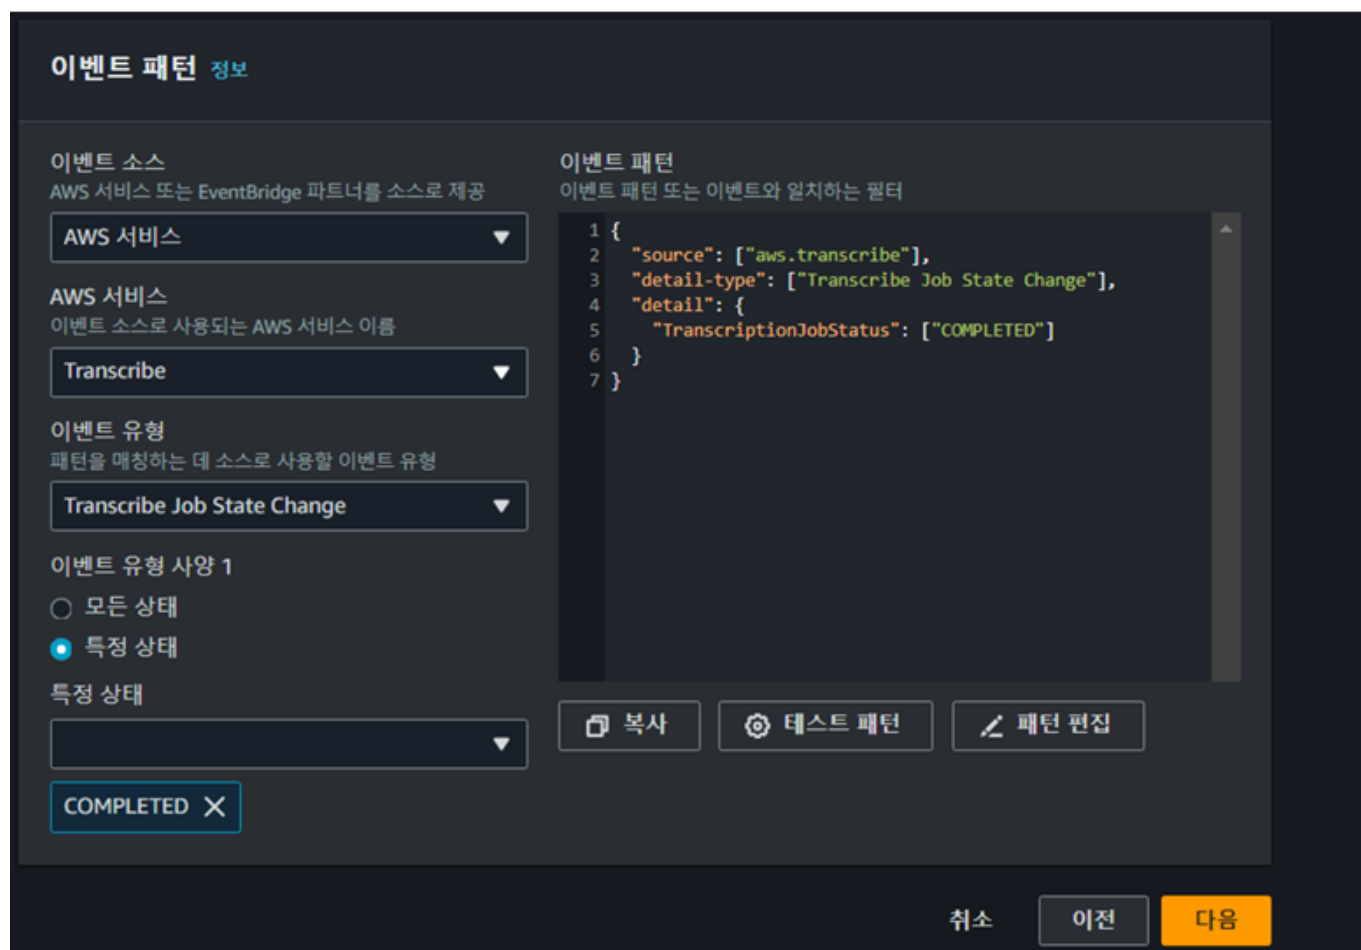 이벤트 패턴 정보
이벤트 소스
AWS 서비스 또는 EventBridge 파트너를 소스로 제공
AWS 서비스
AWS 서비스
이벤트 소스로 사용되는 AWS 서비스 이름
Transcribe
이벤트 유형
패턴을 매칭하는 데 소스로 사용할 이벤트 유형
Transcribe Job State Change
이벤트 유형 사양 1
모든 상태
특정 상태
특정 상태
COMPLETED
이벤트 패턴
이벤트 패턴 또는 이벤트와 일치하는 필터
1 {
2 "source": ["aws.transcribe"],
3 "detail-type": ["Transcribe Job State Change"],
4 "detail": {
5 "TranscriptionJobStatus": ["COMPLETED"]
6 }
7 }
복사 테스트 패턴 패턴 편집
취소 이전 다음